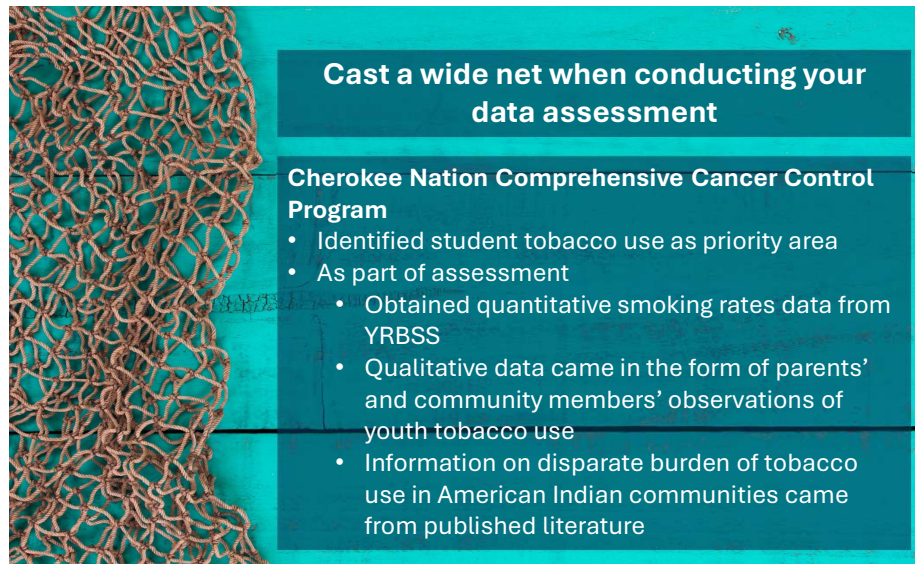 Cast a wide net when conducting your
data assessment
Cherokee Nation Comprehensive Cancer Control
Program
• Identified student tobacco use as priority area
• As part of assessment
• Obtained quantitative smoking rates data from
YRBSS
• Qualitative data came in the form of parents’
and community members’ observations of
youth tobacco use
• Information on disparate burden of tobacco
use in American Indian communities came
from published literature